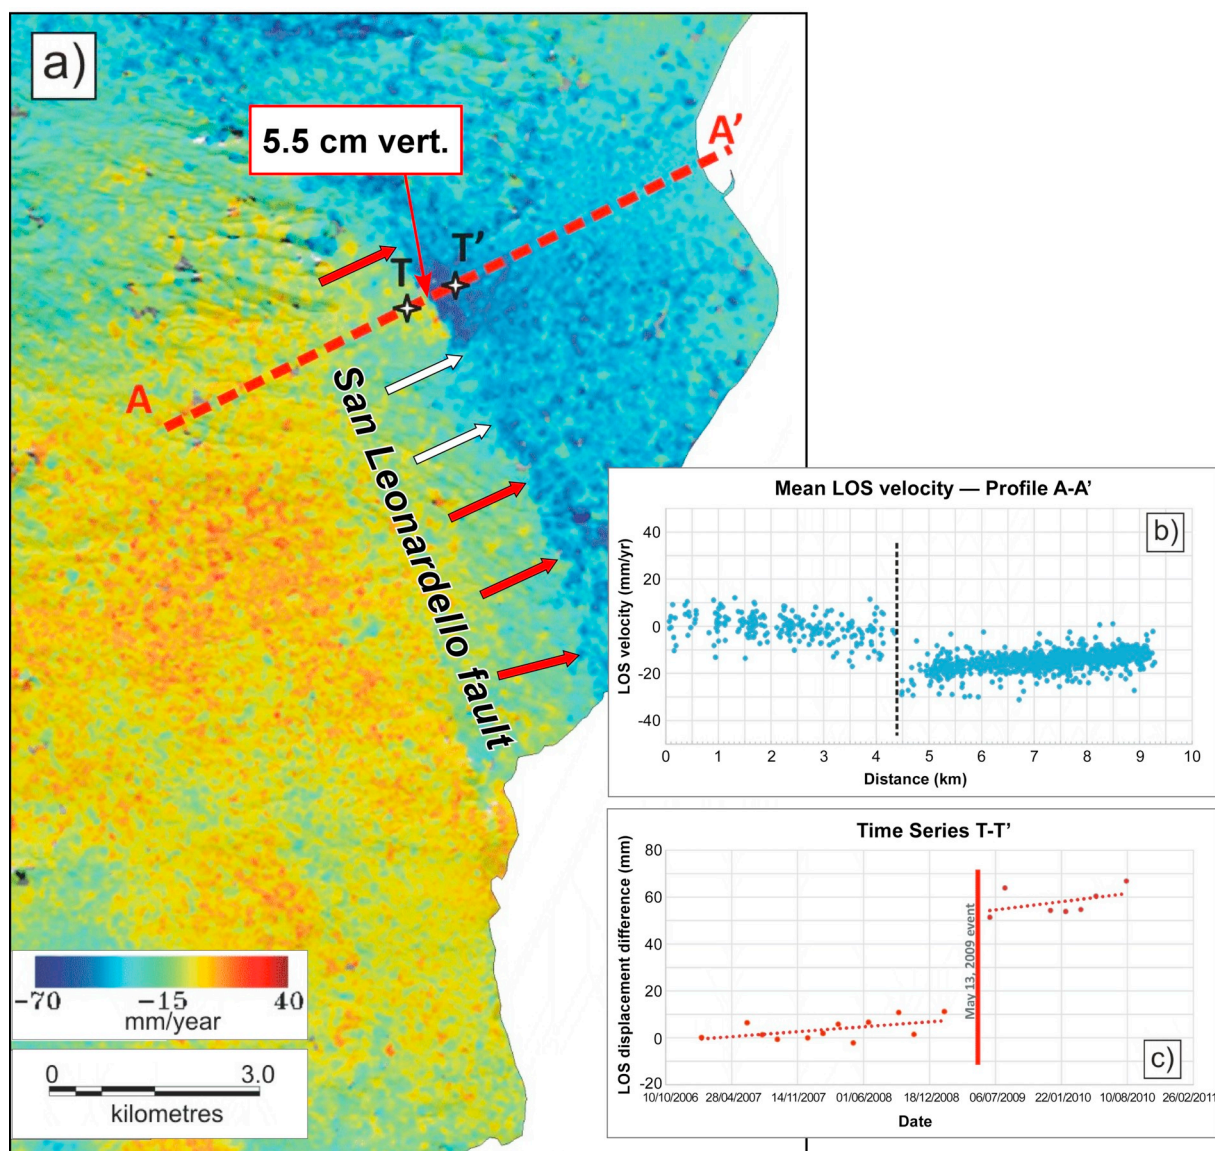 a)
5.5 cm vert.
A’
T’
T
A
San Leonardello fault
-70 -15 40
mm/year
0 3.0
kilometres
Mean LOS velocity — Profile A-A’
b)
LOS velocity (mm/yr)
40
20
0
-20
-40
0 1 2 3 4 5 6 7 8 9 10
Distance (km)
Time Series T-T’
LOS displacement difference (mm)
80
60
40
20
0
-20
May 13, 2009 event
c)
10/10/2006 28/04/2007 14/11/2007 01/06/2008 18/12/2008 06/07/2009 22/01/2010 10/08/2010 26/02/2011
Date